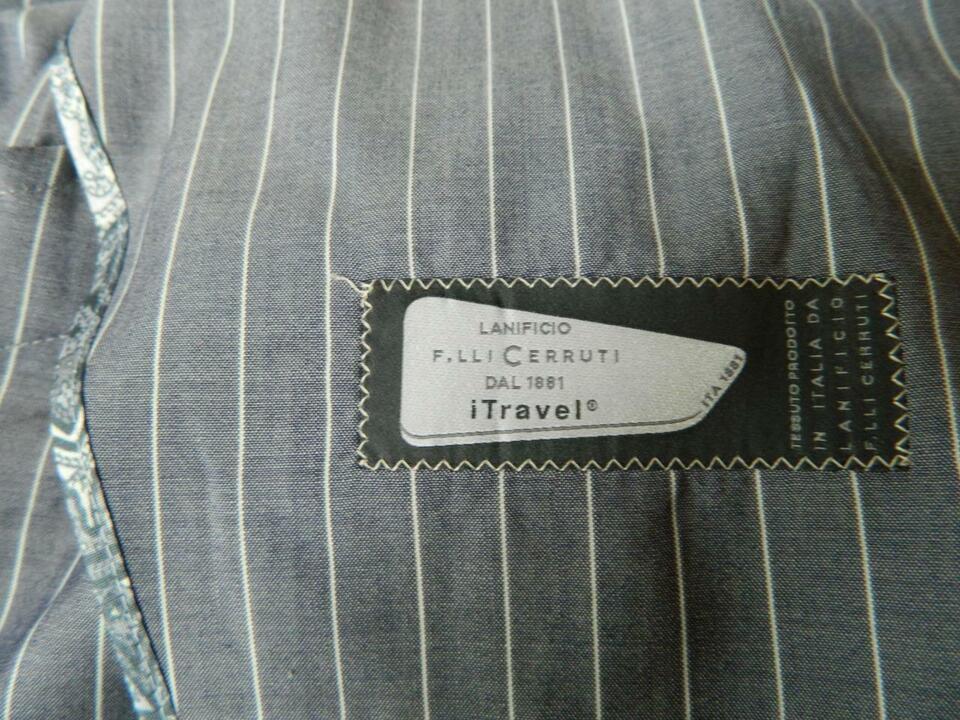 LANIFICIO
F.LLI CERRUTI
DAL 1881
iTravel®
ITA 1881
TESSUTO PRODOTTO
IN ITALIA DA
LANIFICIO
F.LLI CERRUTI